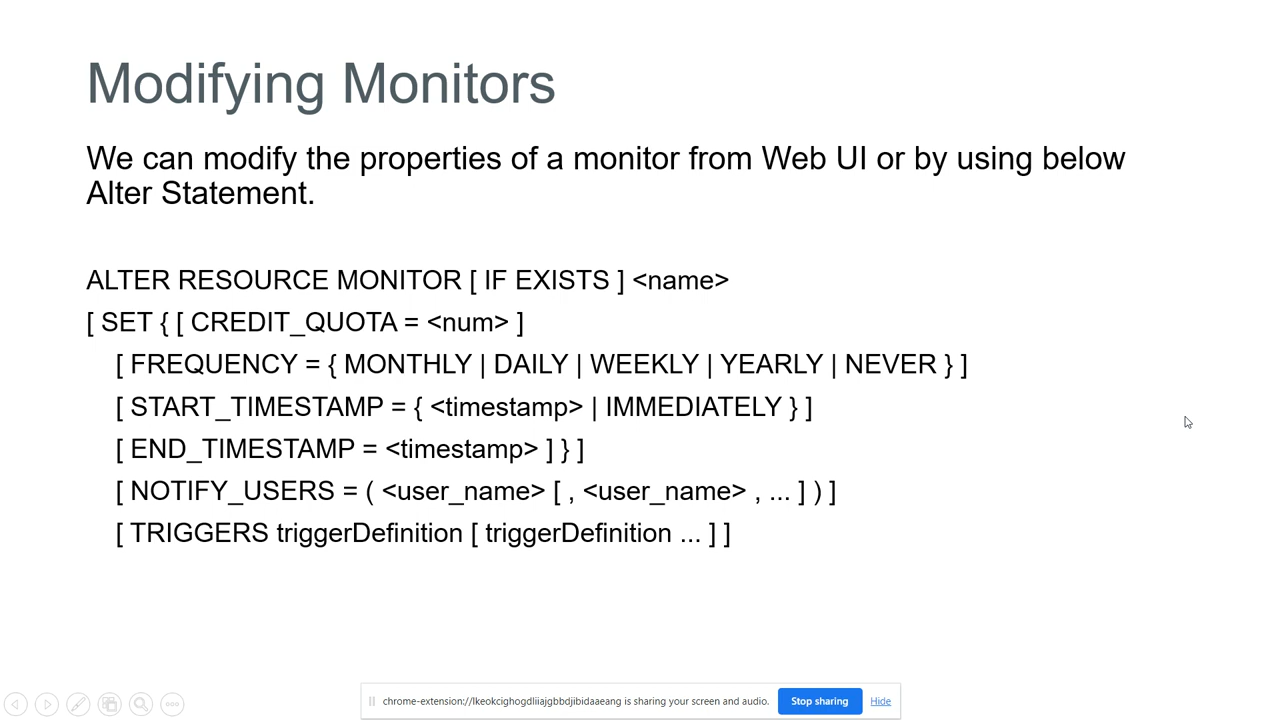 Modifying Monitors
We can modify the properties of a monitor from Web UI or by using below
Alter Statement.
ALTER RESOURCE MONITOR [ IF EXISTS ] <name>
[ SET { [ CREDIT_QUOTA = <num> ]
[ FREQUENCY = { MONTHLY | DAILY | WEEKLY | YEARLY | NEVER } ]
[ START_TIMESTAMP = { <timestamp> | IMMEDIATELY } ]
[ END_TIMESTAMP = <timestamp> ] } ]
[ NOTIFY_USERS = ( <user_name> [ , <user_name> , ... ] ) ]
[ TRIGGERS triggerDefinition [ triggerDefinition ... ] ]
chrome-extension://lkeokcighogdliiajgbbdjibidaaeang is sharing your screen and audio. Stop sharing Hide